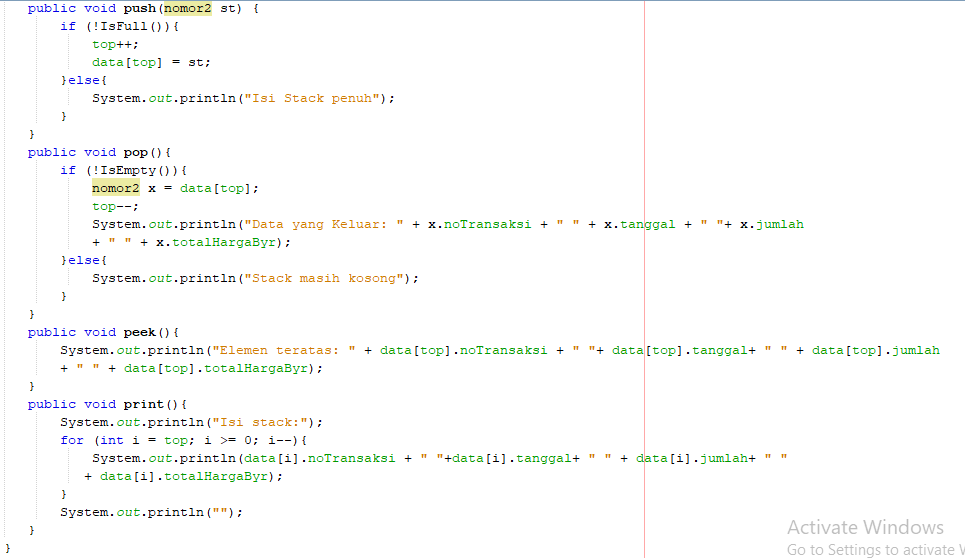 public void push(nomor2 st) {
if (!IsFull()){
top++;
data[top] = st;
}else{
System.out.println("Isi Stack penuh");
}
}
public void pop(){
if (!IsEmpty()){
nomor2 x = data[top];
top--;
System.out.println("Data yang Keluar: " + x.noTransaksi + " " + x.tanggal + " "+ x.jumlah
+ " " + x.totalHargaByr);
}else{
System.out.println("Stack masih kosong");
}
}
public void peek(){
System.out.println("Elemen teratas: " + data[top].noTransaksi + " "+ data[top].tanggal+ " " + data[top].jumlah
+ " " + data[top].totalHargaByr);
}
public void print(){
System.out.println("Isi stack:");
for (int i = top; i >= 0; i--){
System.out.println(data[i].noTransaksi + " "+data[i].tanggal+ " " + data[i].jumlah+ " "
+ data[i].totalHargaByr);
}
System.out.println("");
}
}
Activate Windows
Go to Settings to activate